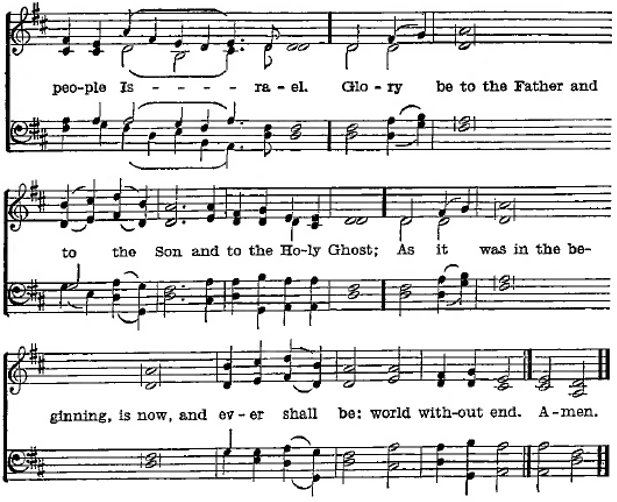 peo-ple Is - - - - ra - el. Glo - ry be to the Father and
to the Son and to the Ho-ly Ghost; As it was in the be-
ginning, is now, and ev - er shall be: world with-out end. A-men.